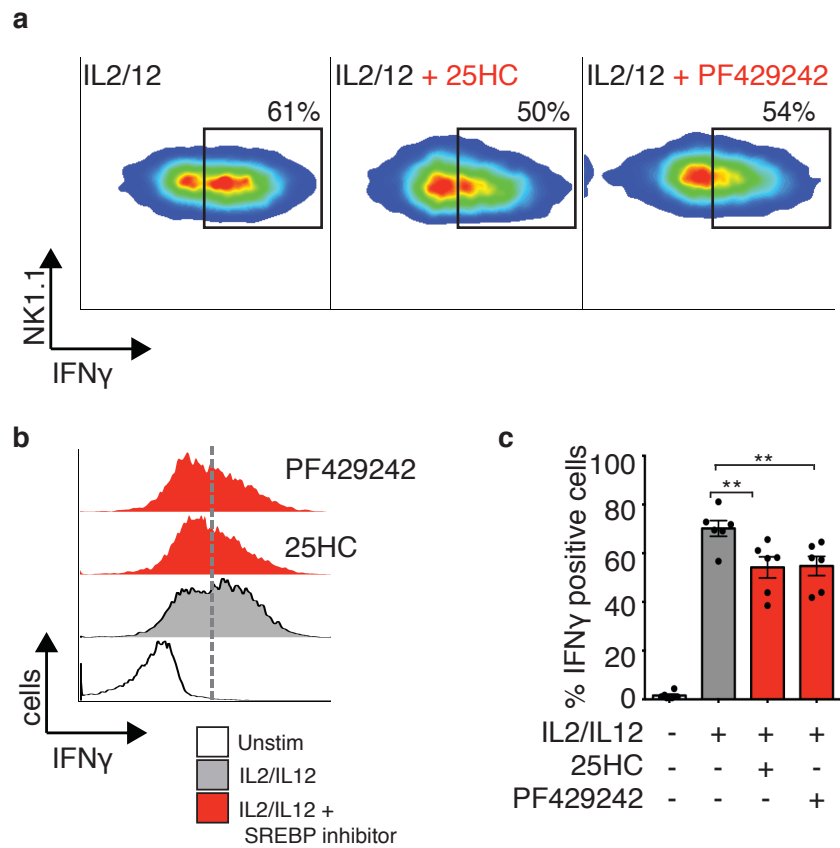 a
IL2/12
IL2/12 + 25HC
IL2/12 + PF429242
61%
50%
54%
NK1.1
IFNγ
b
PF429242
25HC
cells
IFNγ
Unstim
IL2/IL12
IL2/IL12 +
SREBP inhibitor
c
% IFNγ positive cells
100
80
60
40
20
0
**
**
IL2/IL12 - + + +
25HC - - + -
PF429242 - - - +